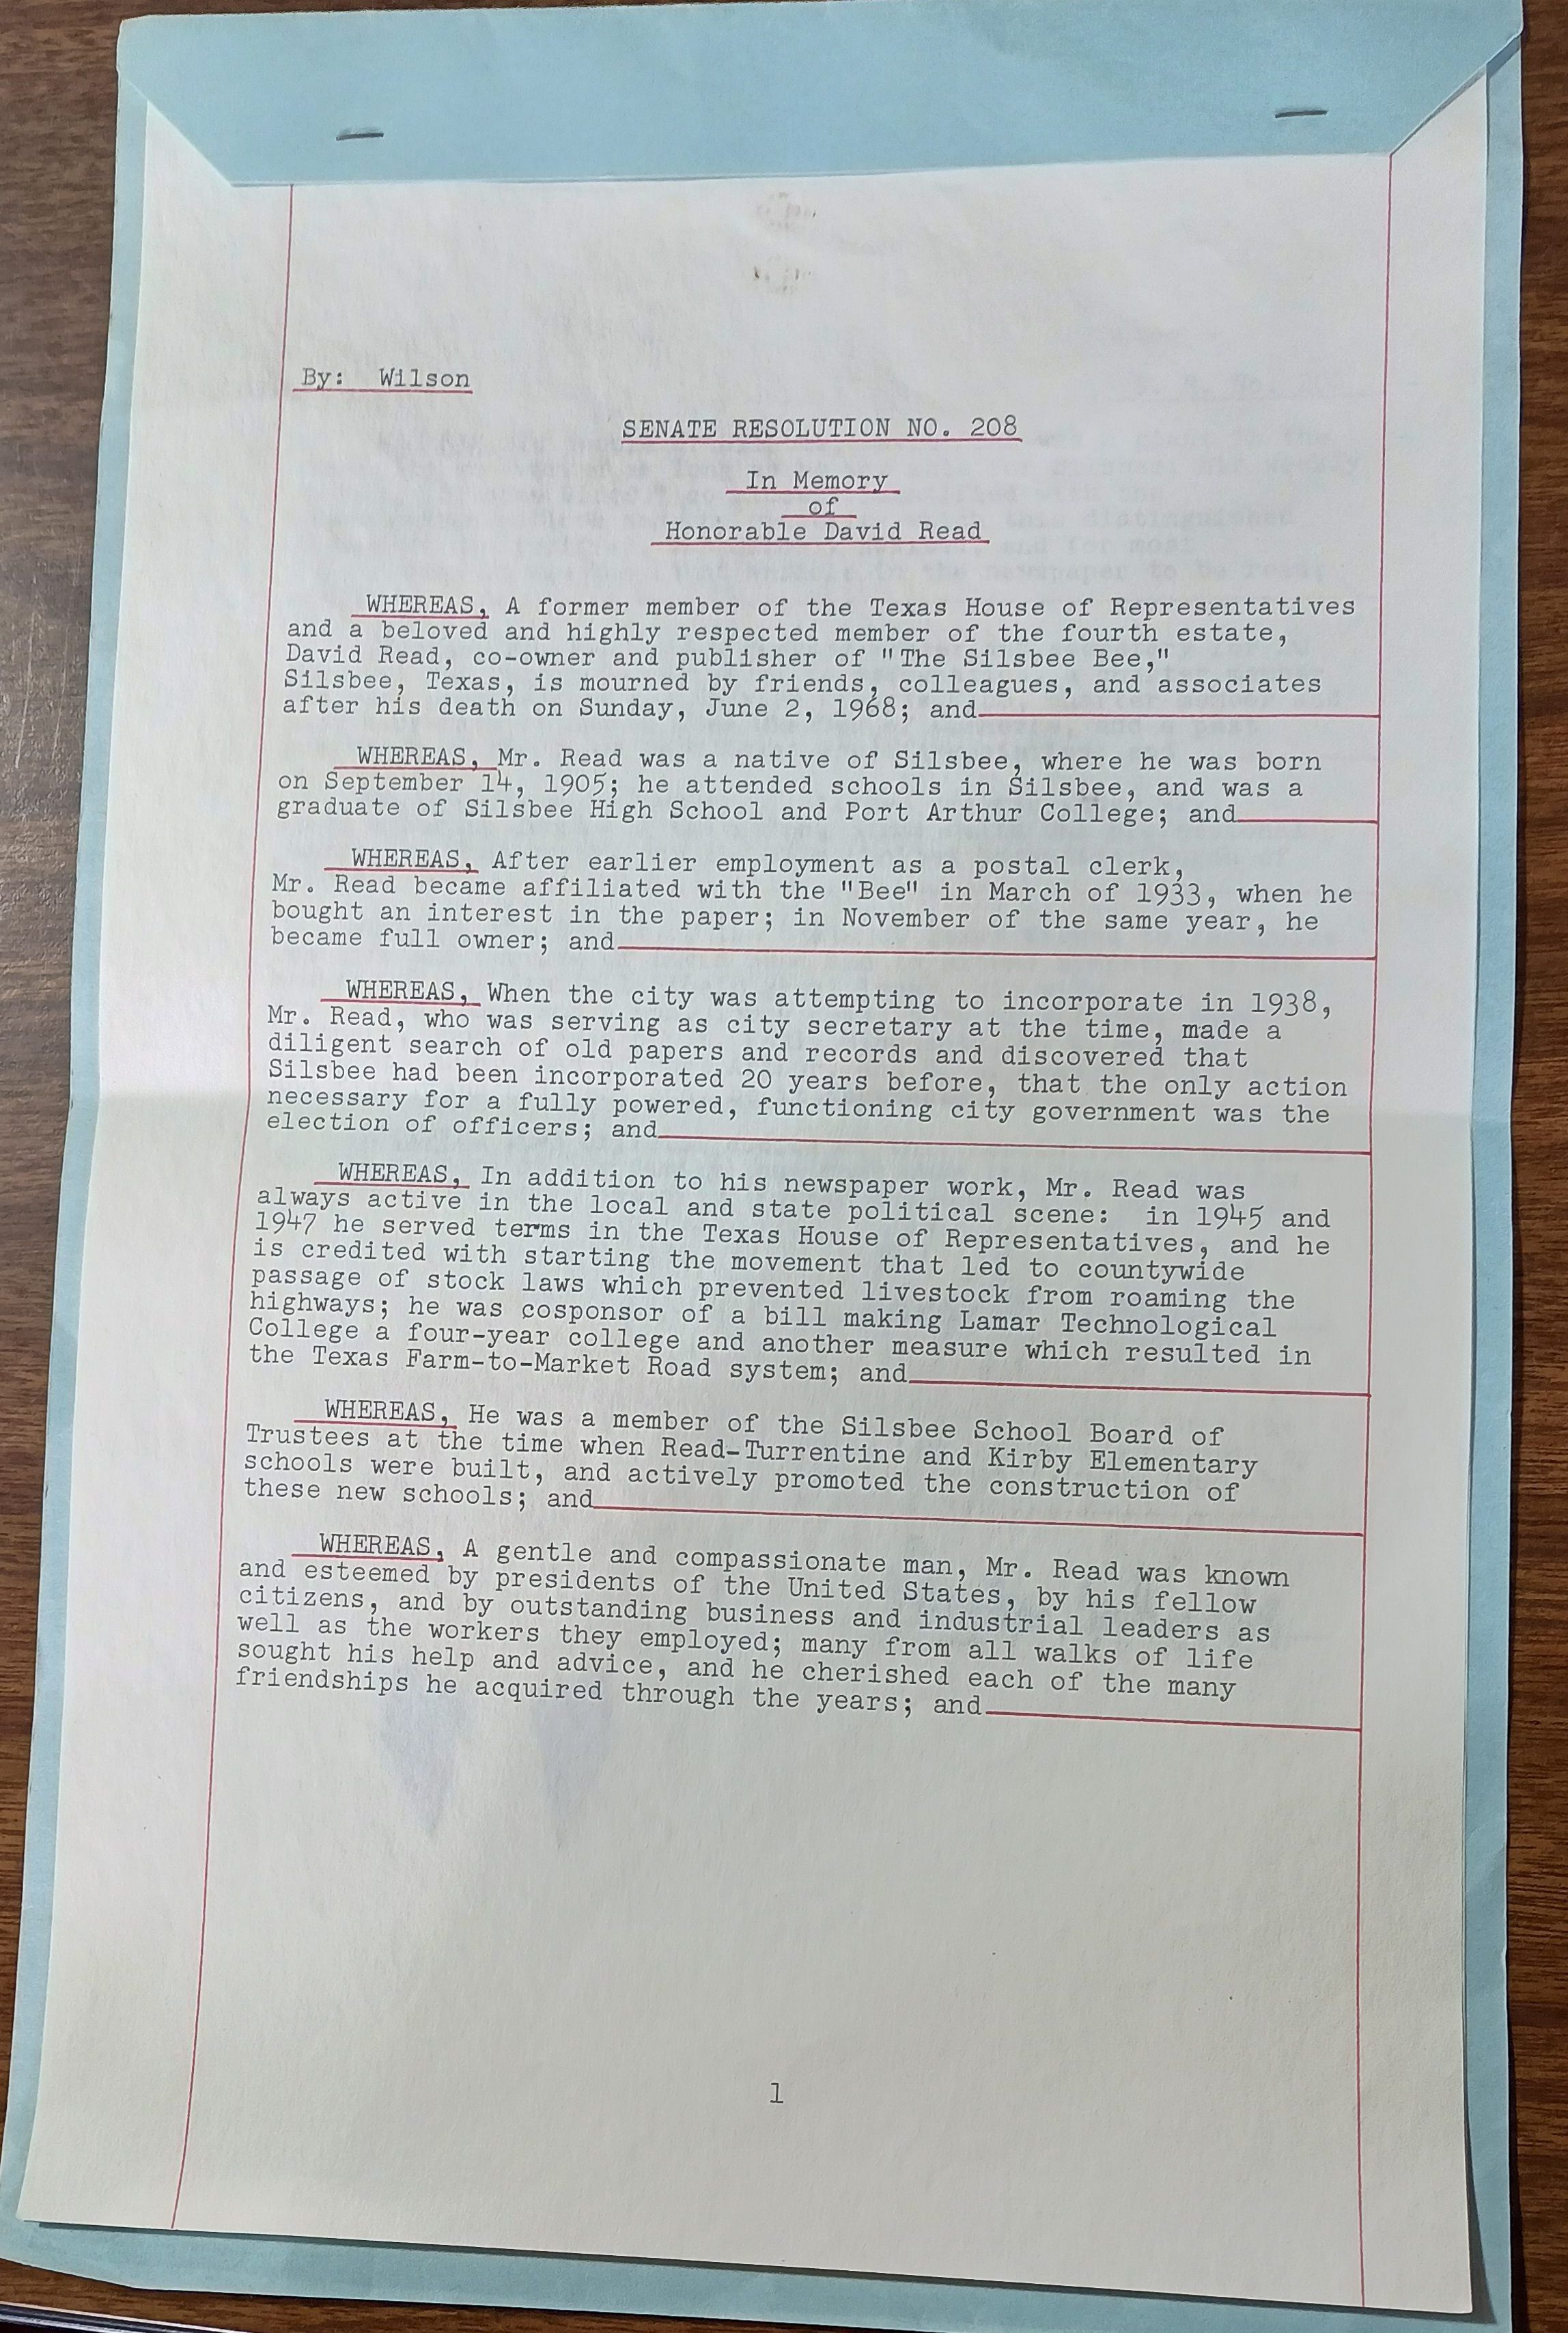 By: Wilson
SENATE RESOLUTION NO. 208
In Memory
of
Honorable David Read
WHEREAS, A former member of the Texas House of Representatives
and a beloved and highly respected member of the fourth estate,
David Read, co-owner and publisher of "The Silsbee Bee,"
Silsbee, Texas, is mourned by friends, colleagues, and associates
after his death on Sunday, June 2, 1968; and
WHEREAS, Mr. Read was a native of Silsbee, where he was born
on September 14, 1905; he attended schools in Silsbee, and was a
graduate of Silsbee High School and Port Arthur College; and
WHEREAS, After earlier employment as a postal clerk,
Mr. Read became affiliated with the "Bee" in March of 1933, when he
bought an interest in the paper; in November of the same year, he
became full owner; and
WHEREAS, When the city was attempting to incorporate in 1938,
Mr. Read, who was serving as city secretary at the time, made a
diligent search of old papers and records and discovered that
Silsbee had been incorporated 20 years before, that the only action
necessary for a fully powered, functioning city government was the
election of officers; and
WHEREAS, In addition to his newspaper work, Mr. Read was
always active in the local and state political scene: in 1945 and
1947 he served terms in the Texas House of Representatives, and he
is credited with starting the movement that led to countywide
passage of stock laws which prevented livestock from roaming the
highways; he was cosponsor of a bill making Lamar Technological
College a four-year college and another measure which resulted in
the Texas Farm-to-Market Road system; and
WHEREAS, He was a member of the Silsbee School Board of
Trustees at the time when Read-Turrentine and Kirby Elementary
schools were built, and actively promoted the construction of
these new schools; and
WHEREAS, A gentle and compassionate man, Mr. Read was known
and esteemed by presidents of the United States, by his fellow
citizens, and by outstanding business and industrial leaders as
well as the workers they employed; many from all walks of life
sought his help and advice, and he cherished each of the many
friendships he acquired through the years; and
1